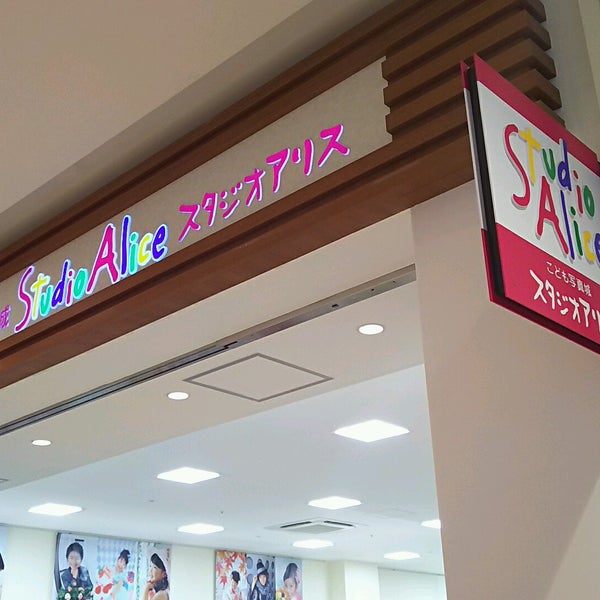 Studio Alice スタジオアリス
Studio
Alice
こども写真城
スタジオアリ